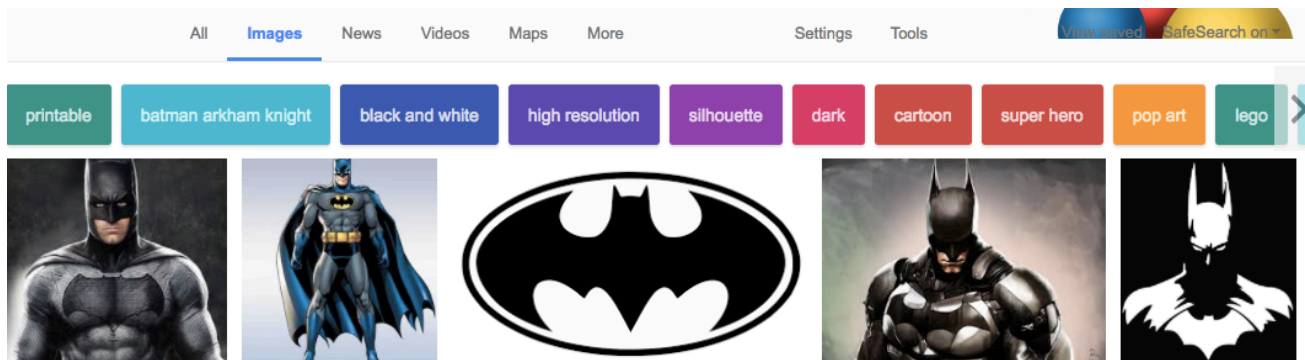 All Images News Videos Maps More Settings Tools View saved SafeSearch on
printable batman arkham knight black and white high resolution silhouette dark cartoon super hero pop art lego